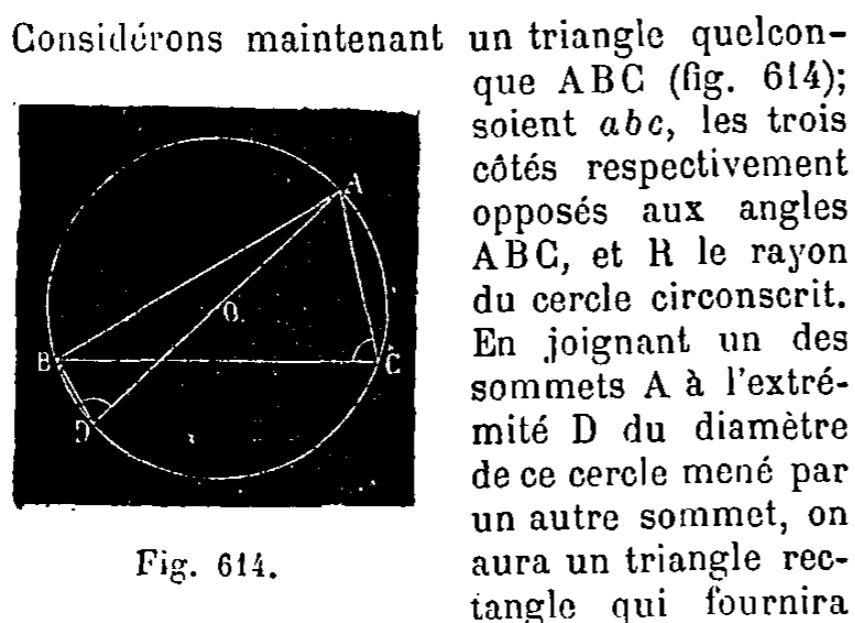 Considérons maintenant un triangle quelcon-
que ABC (fig. 614);
soient abc, les trois
côtés respectivement
opposés aux angles
ABC, et R le rayon
du cercle circonscrit.
En joignant un des
sommets A à l'extré-
mité D du diamètre
de ce cercle mené par
un autre sommet, on
aura un triangle rec-
tangle qui fournira
A
O.
B
C
D
Fig. 614.